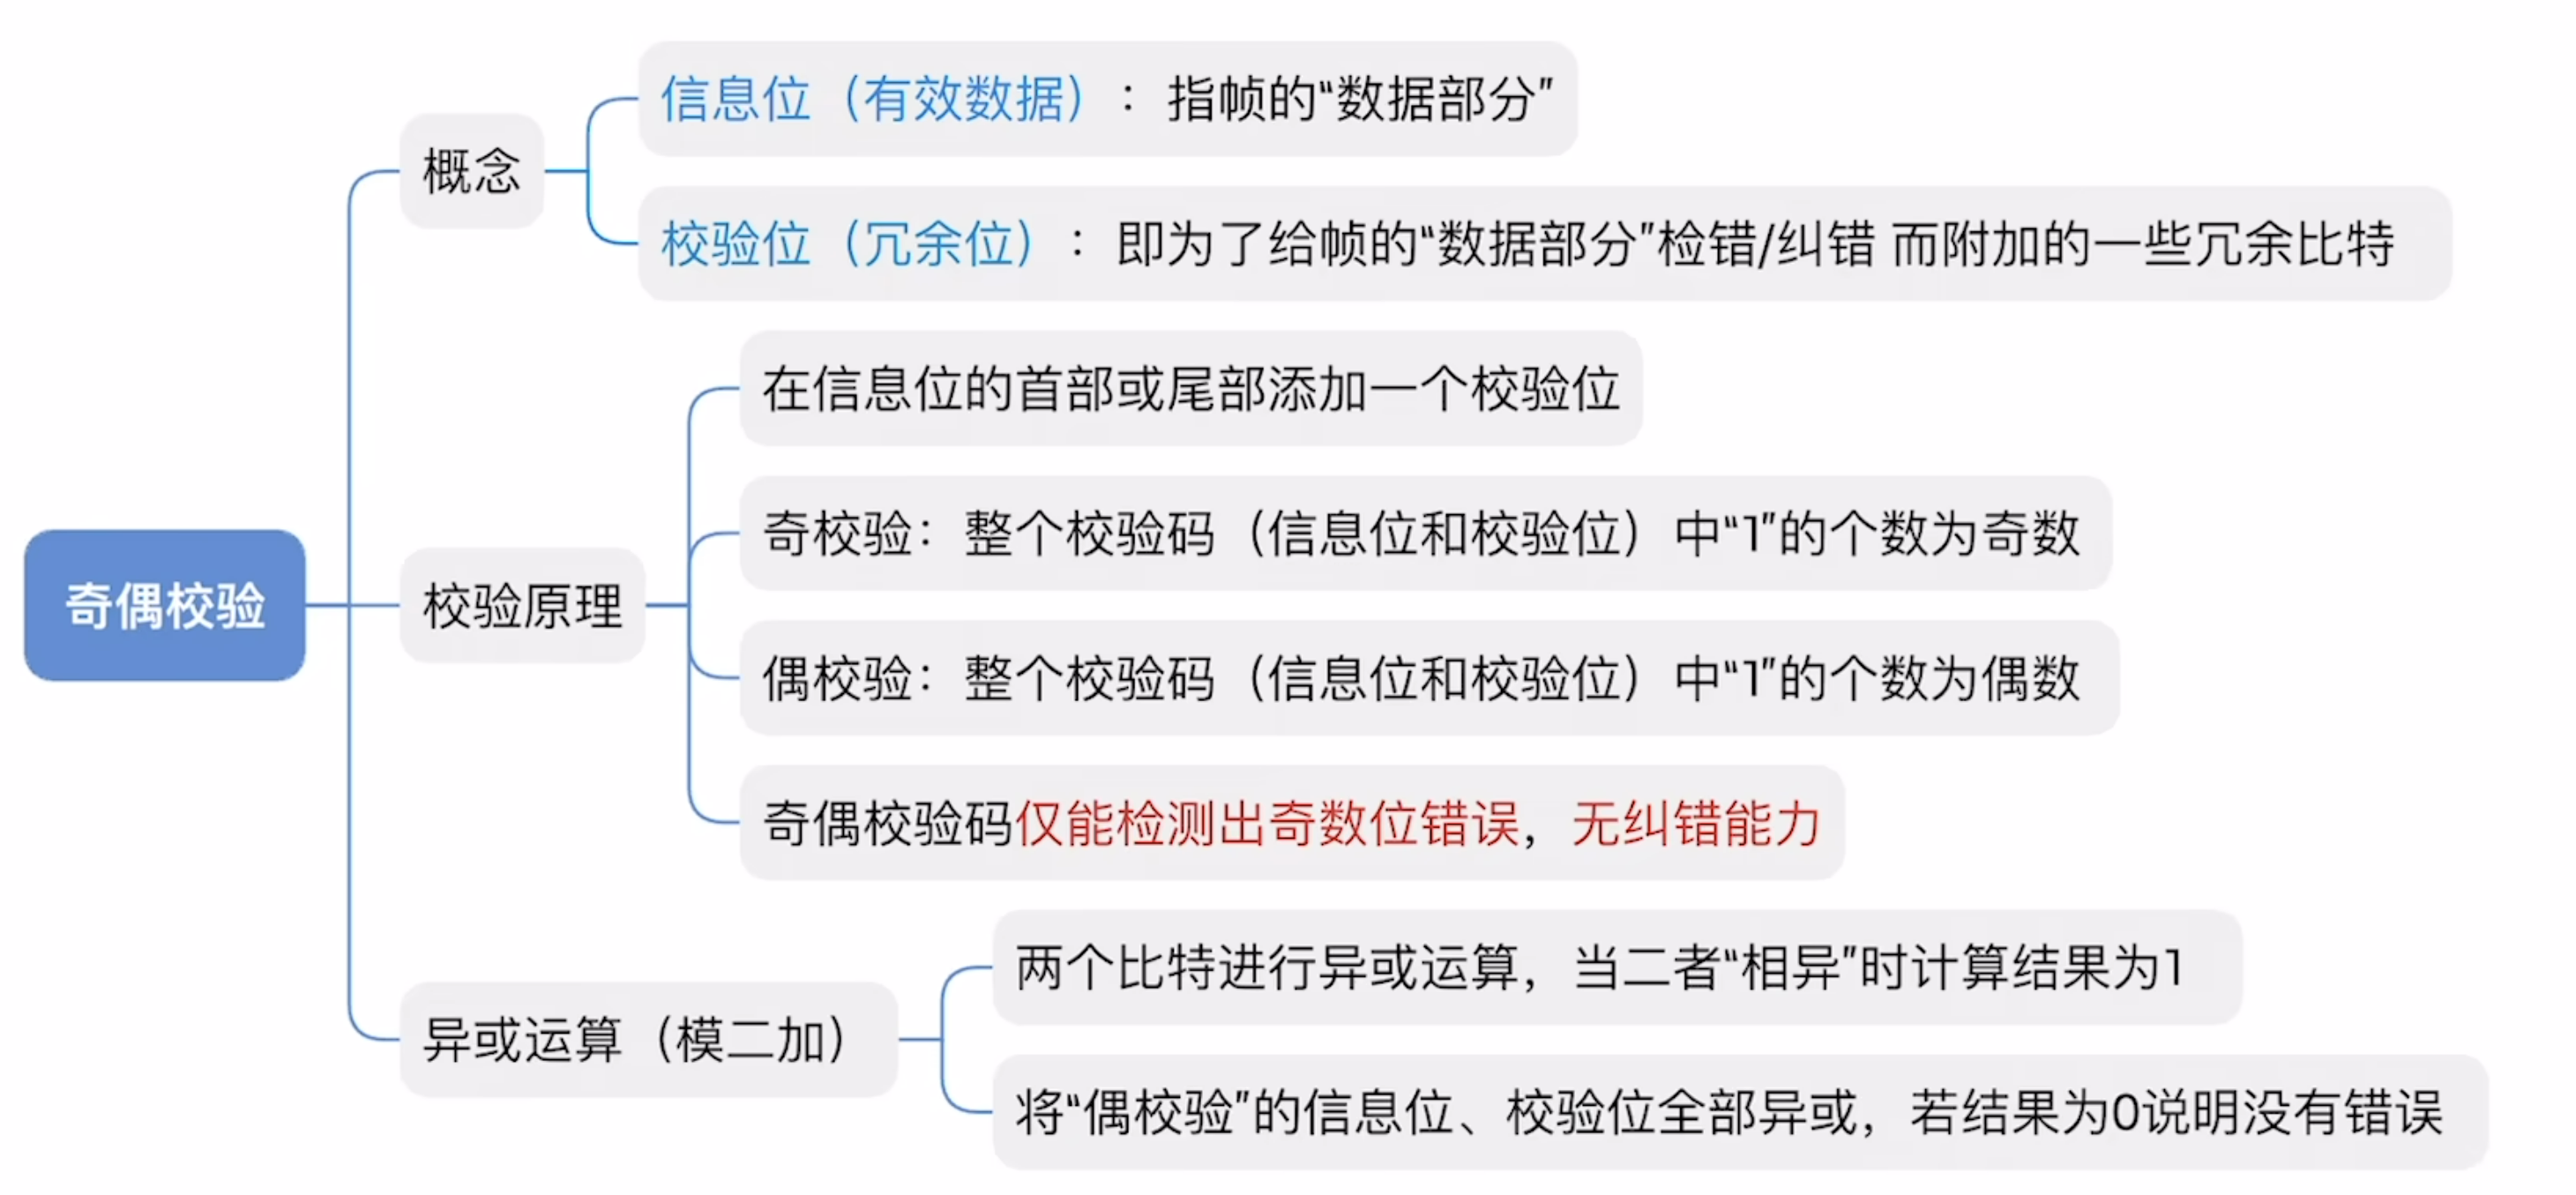 奇偶校验
概念
信息位（有效数据）：指帧的“数据部分”
校验位（冗余位）：即为了给帧的“数据部分”检错/纠错 而附加的一些冗余比特
校验原理
在信息位的首部或尾部添加一个校验位
奇校验：整个校验码（信息位和校验位）中“1”的个数为奇数
偶校验：整个校验码（信息位和校验位）中“1”的个数为偶数
奇偶校验码仅能检测出奇数位错误，无纠错能力
异或运算（模二加）
两个比特进行异或运算，当二者“相异”时计算结果为1
将“偶校验”的信息位、校验位全部异或，若结果为0说明没有错误